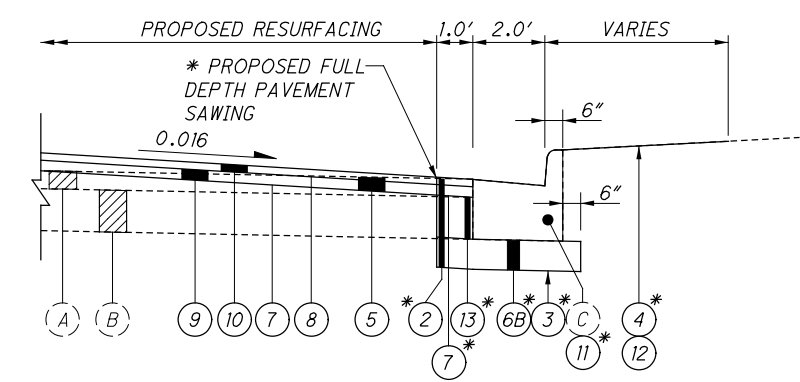 PROPOSED RESURFACING 1.0' 2.0' VARIES
* PROPOSED FULL
DEPTH PAVEMENT
SAWING
6"
0.016
6"
A B 9 10 7 8 5 * 2 13 * 6B * 3 * C 4 *
7 * 11 * 12